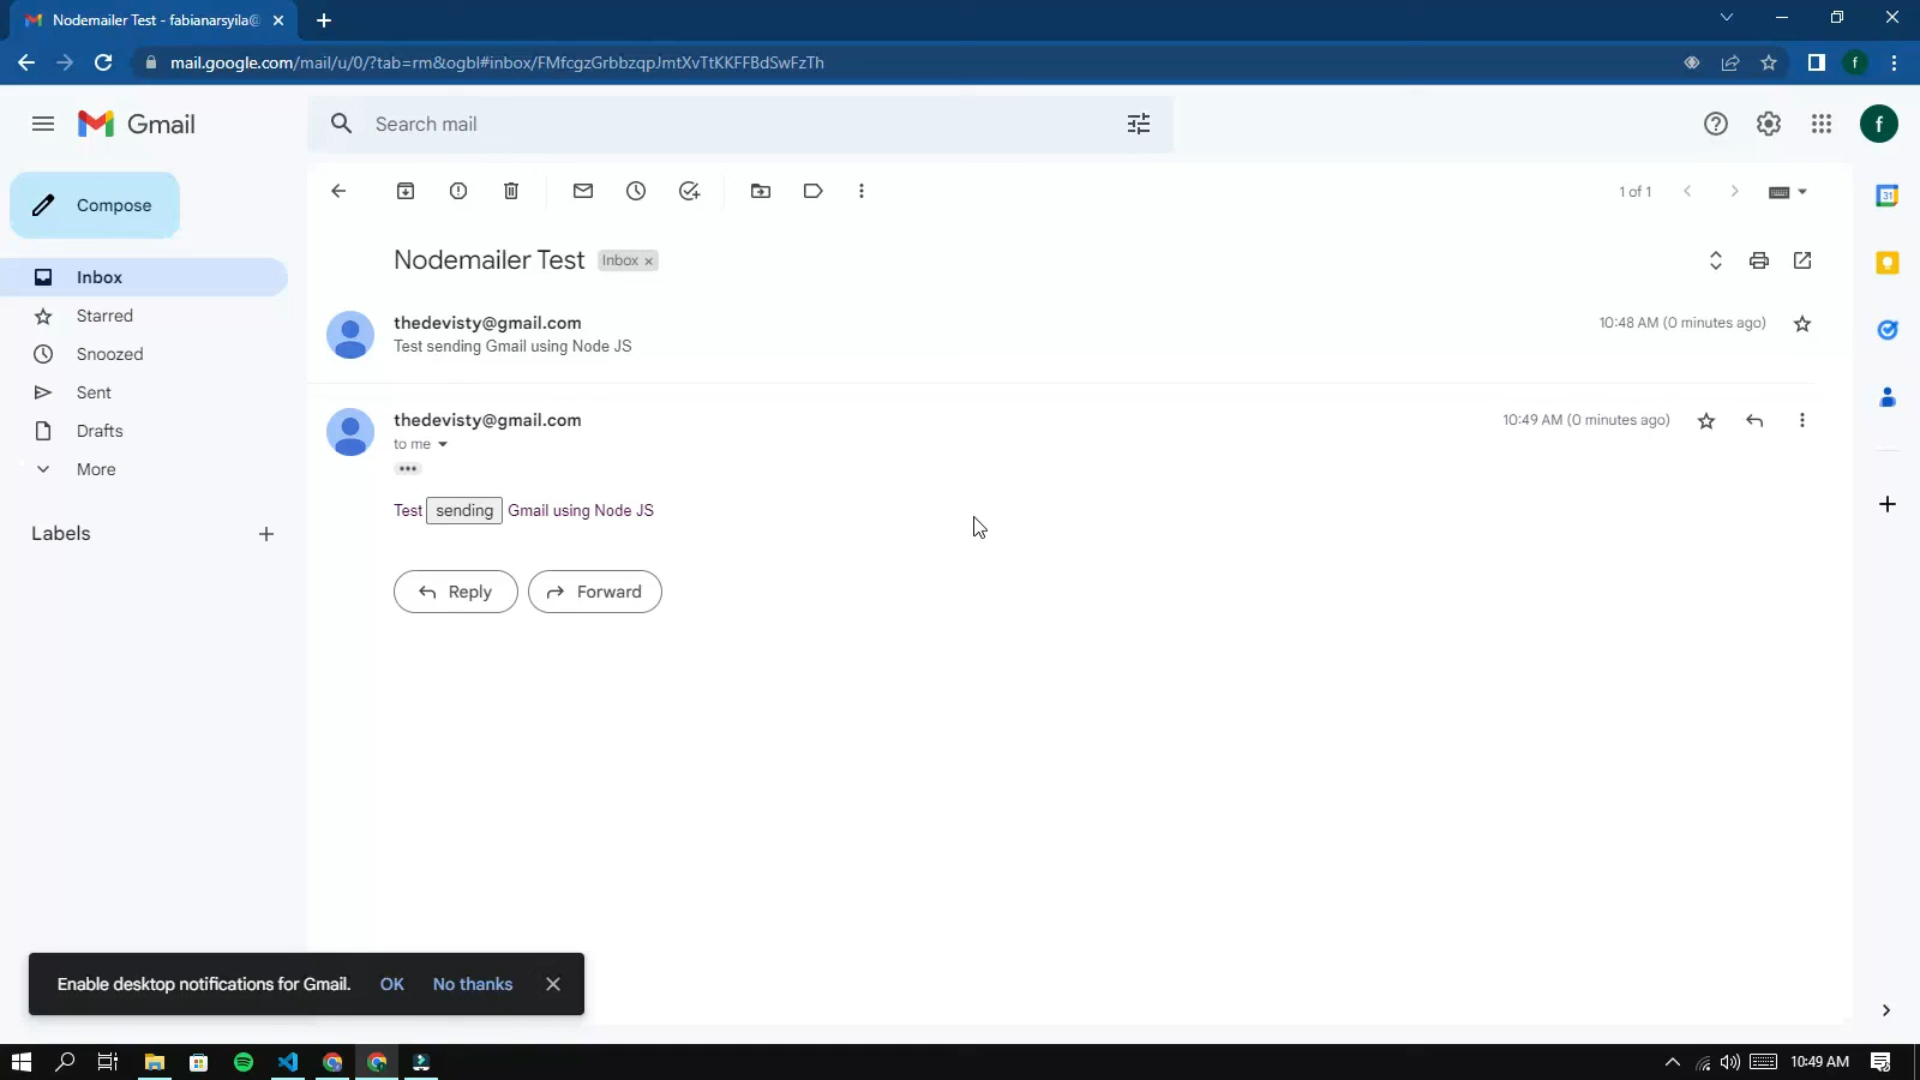 Nodemailer Test - fabianarsyila@
mail.google.com/mail/u/0/?tab=rm&ogbl#inbox/FMfcgzGrbbzqpJmtXvTtKKFFBdSwFzTh
f
Gmail
Search mail
f
Compose
1 of 1
31
Nodemailer Test Inbox ×
Inbox
Starred
Snoozed
Sent
Drafts
More
Labels
thedevisty@gmail.com
10:48 AM (0 minutes ago)
Test sending Gmail using Node JS
thedevisty@gmail.com
10:49 AM (0 minutes ago)
to me
Test sending Gmail using Node JS
Reply
Forward
Enable desktop notifications for Gmail. OK No thanks
10:49 AM